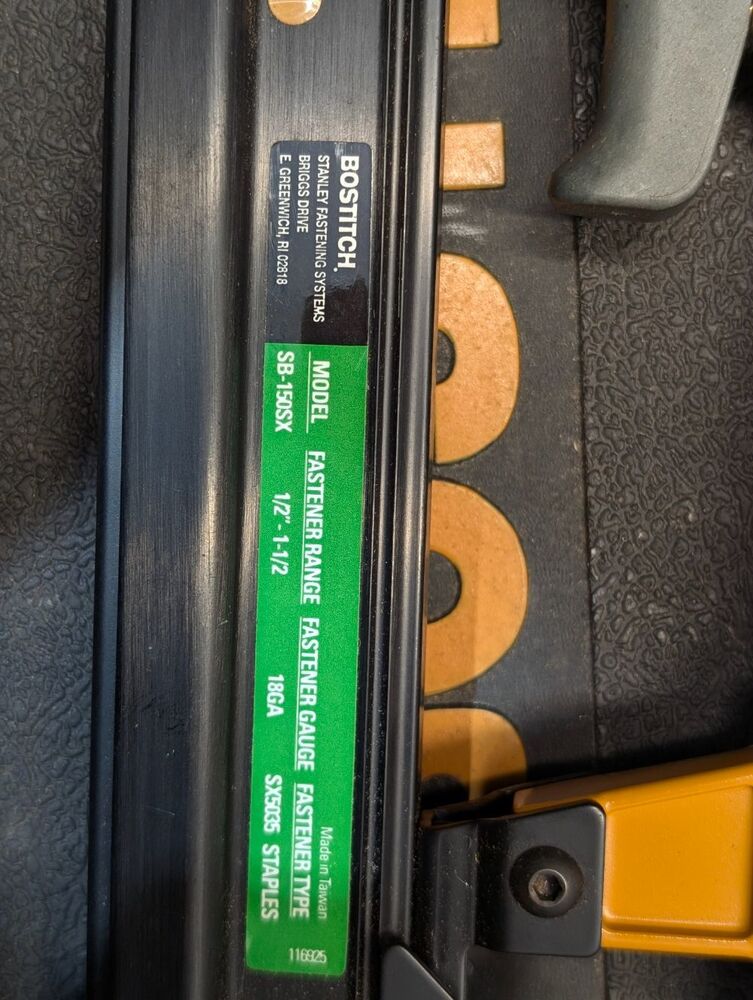 BOSTITCH.
STANLEY FASTENING SYSTEMS
BRIGGS DRIVE
E. GREENWICH, RI 02818
MODEL FASTENER RANGE FASTENER GAUGE FASTENER TYPE
SB-150SX 1/2" - 1-1/2 18GA SX5035 STAPLES
Made in Taiwan
116925